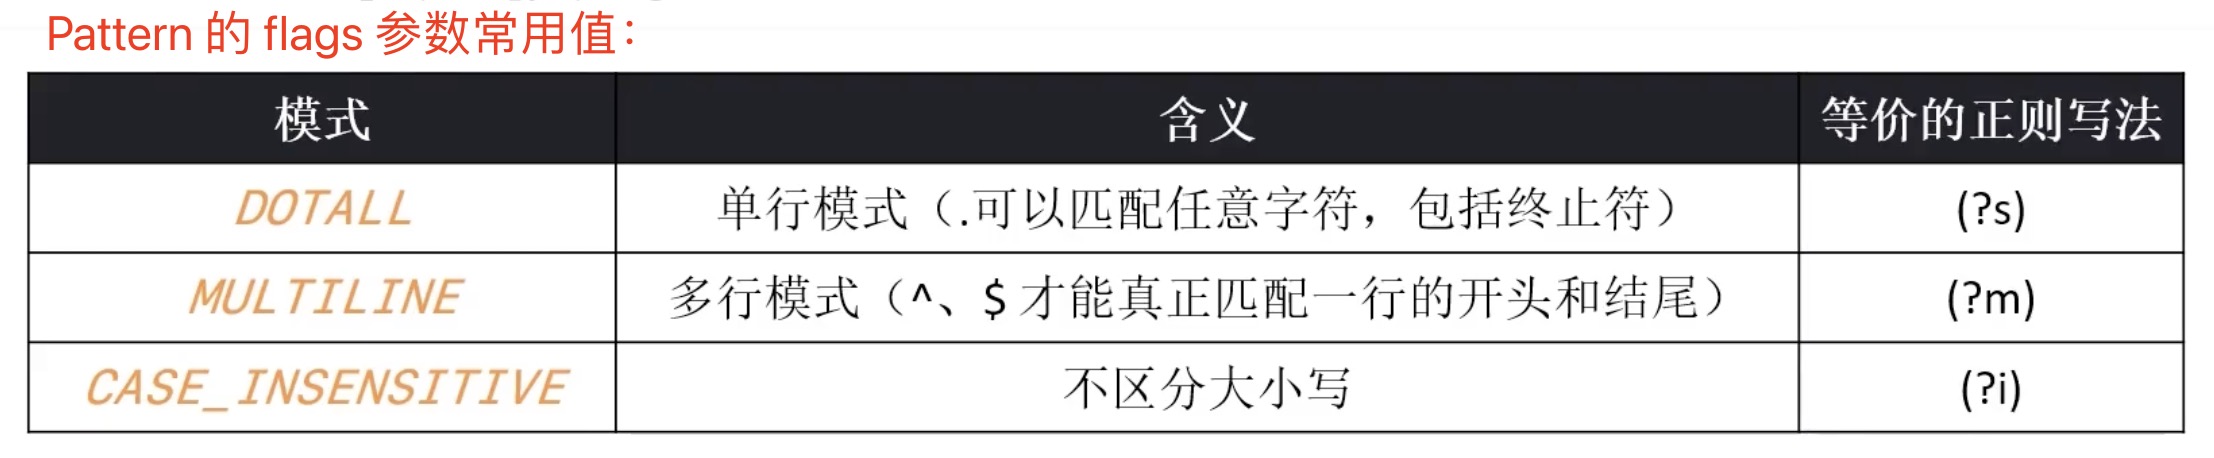 Pattern 的 flags 参数常用值：
模式 含义 等价的正则写法
DOTALL 单行模式（.可以匹配任意字符，包括终止符） (?s)
MULTILINE 多行模式（^、$ 才能真正匹配一行的开头和结尾） (?m)
CASE_INSENSITIVE 不区分大小写 (?i)